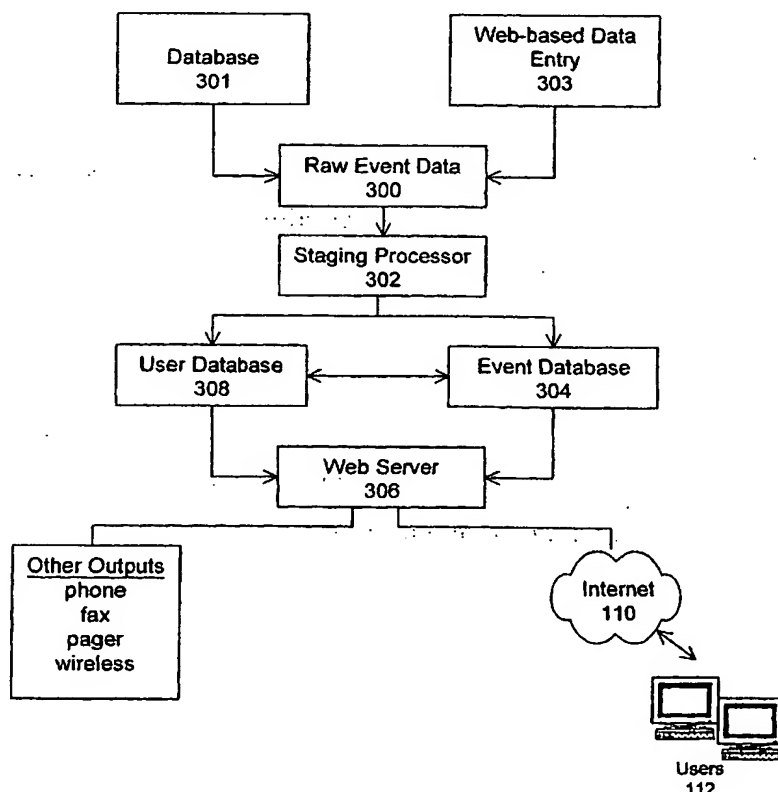 Database
301
Web-based Data
Entry
303
Raw Event Data
300
Staging Processor
302
User Database
308
Event Database
304
Web Server
306
Other Outputs
phone
fax
pager
wireless
Internet
110
Users
112